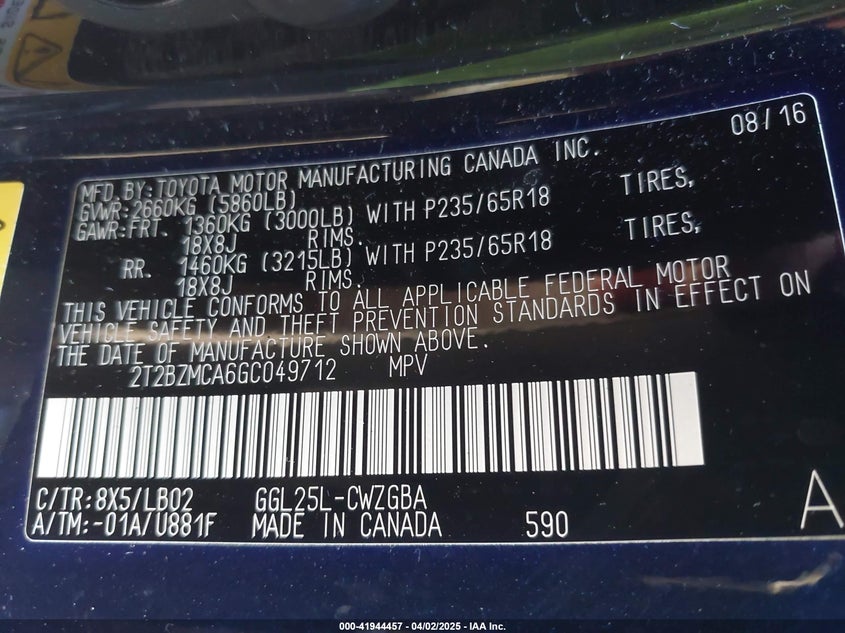 08/16
MFD BY:TOYOTA MOTOR MANUFACTURING CANADA INC.
GVWR:2660KG (5860LB)
GAWR:FRT. 1360KG (3000LB) WITH P235/65R18 TIRES,
18X8J RIMS.
RR. 1460KG (3215LB) WITH P235/65R18 TIRES,
18X8J RIMS.
THIS VEHICLE CONFORMS TO ALL APPLICABLE FEDERAL MOTOR
VEHICLE SAFETY AND THEFT PREVENTION STANDARDS IN EFFECT ON
THE DATE OF MANUFACTURE SHOWN ABOVE.
2T2BZMCA6GC049712 MPV
C/TR:8X5/LB02 GGL25L-CWZGBA
A/TM:-01A/U881F MADE IN CANADA 590 A
000-41944457 - 04/02/2025 - IAA Inc.